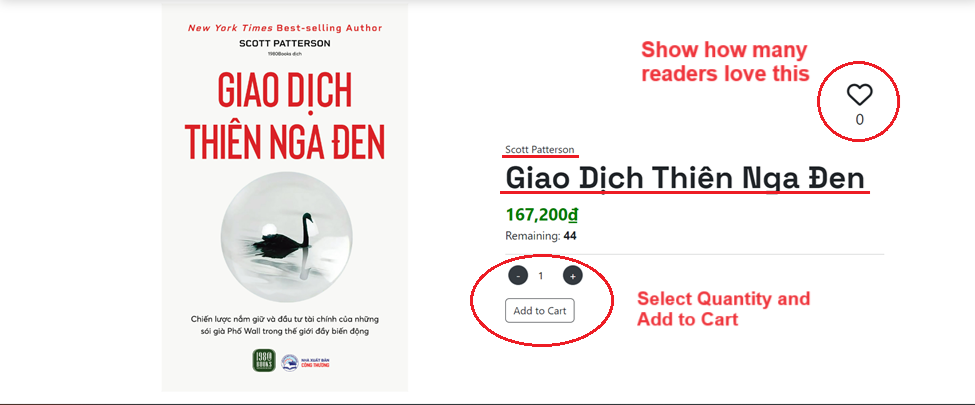 New York Times Best-selling Author
SCOTT PATTERSON
1980Books dịch
GIAO DỊCH
THIÊN NGA ĐEN
Chiến lược nắm giữ và đầu tư tài chính của những
sói già Phố Wall trong thế giới đầy biến động
1980
BOOKS
NHÀ XUẤT BẢN
CÔNG THƯƠNG
Show how many
readers love this
0
Scott Patterson
Giao Dịch Thiên Nga Đen
167,200₫
Remaining: 44
- 1 +
Add to Cart
Select Quantity and
Add to Cart